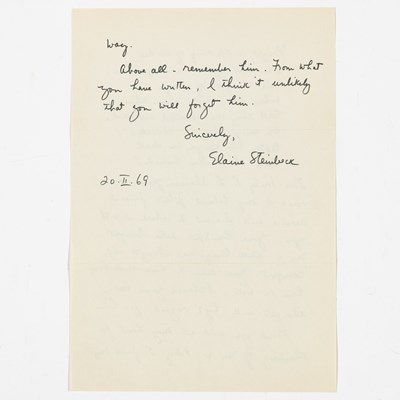 way.
Above all - remember him. From what
you have written, I think it unlikely
that you will forget him.
Sincerely,
Elaine Steinbeck
20.II.69